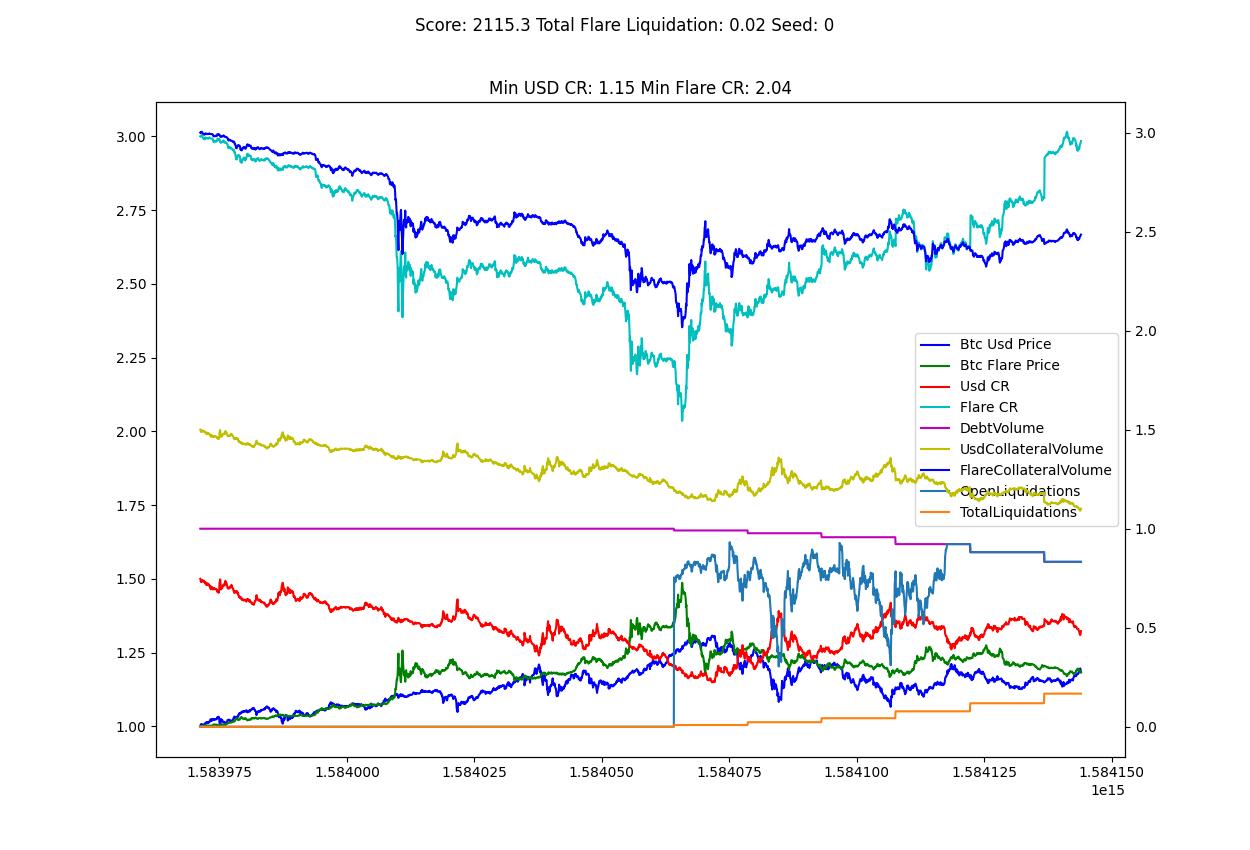 Score: 2115.3 Total Flare Liquidation: 0.02 Seed: 0
Min USD CR: 1.15 Min Flare CR: 2.04
3.00
2.75
2.50
2.25
2.00
1.75
1.50
1.25
1.00
3.0
2.5
2.0
1.5
1.0
0.5
0.0
Btc Usd Price
Btc Flare Price
Usd CR
Flare CR
DebtVolume
UsdCollateralVolume
FlareCollateralVolume
OpenLiquidations
TotalLiquidations
1.583975 1.584000 1.584025 1.584050 1.584075 1.584100 1.584125 1.584150
1e15